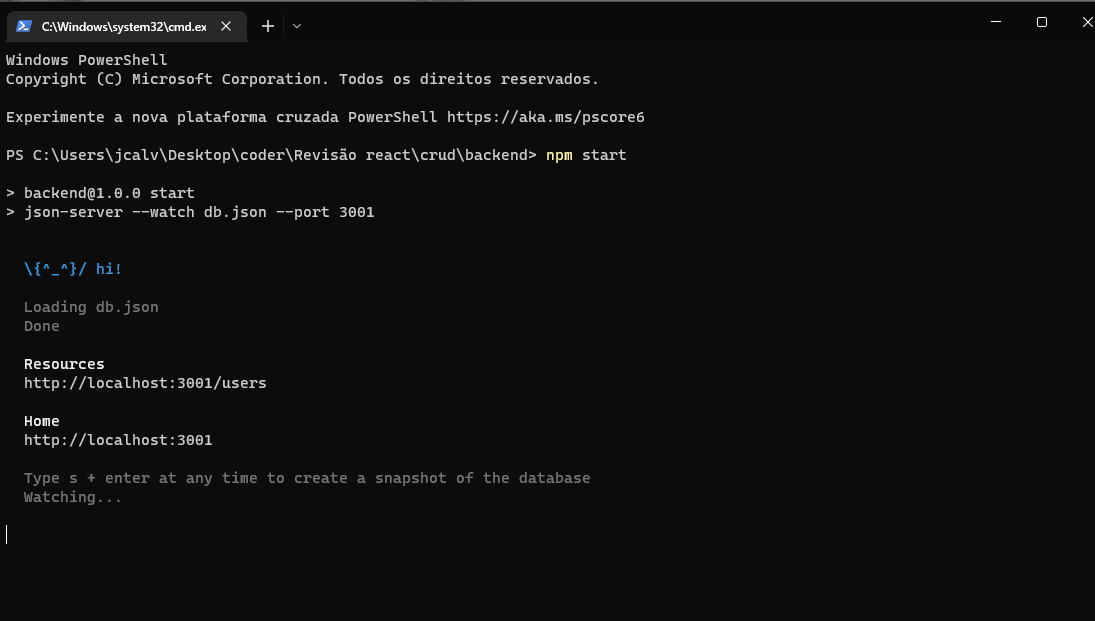 C:\Windows\system32\cmd.ex
Windows PowerShell
Copyright (C) Microsoft Corporation. Todos os direitos reservados.
Experimente a nova plataforma cruzada PowerShell https://aka.ms/pscore6
PS C:\Users\jcalv\Desktop\coder\Revisão react\crud\backend> npm start
> backend@1.0.0 start
> json-server --watch db.json --port 3001
\{^_^}/ hi!
Loading db.json
Done
Resources
http://localhost:3001/users
Home
http://localhost:3001
Type s + enter at any time to create a snapshot of the database
Watching...